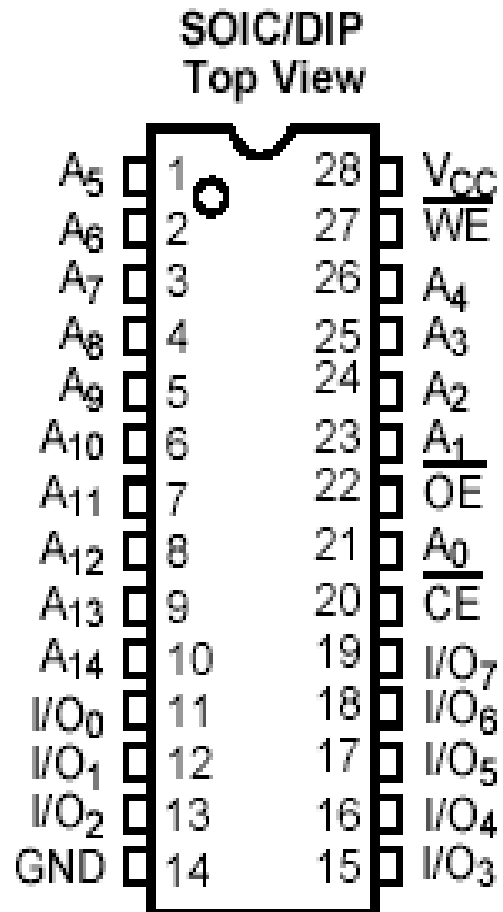 SOIC/DIP
Top View
A5 1 28 VCC
A6 2 27 W̅E̅
A7 3 26 A4
A8 4 25 A3
A9 5 24 A2
A10 6 23 A1
A11 7 22 O̅E̅
A12 8 21 A0
A13 9 20 C̅E̅
A14 10 19 I/O7
I/O0 11 18 I/O6
I/O1 12 17 I/O5
I/O2 13 16 I/O4
GND 14 15 I/O3